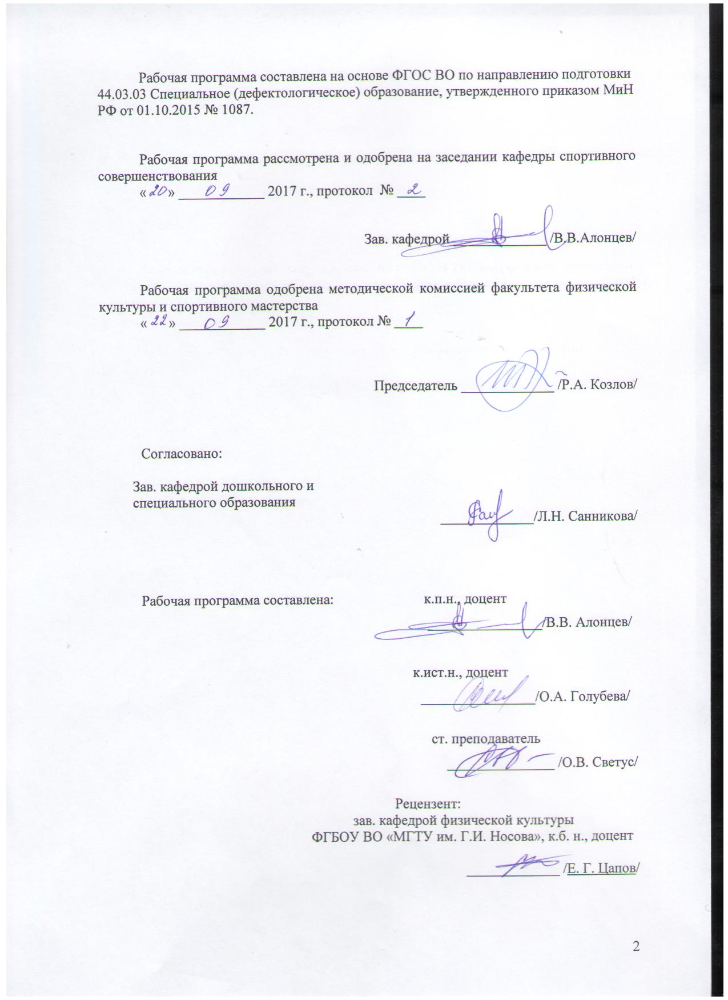 Рабочая программа составлена на основе ФГОС ВО по направлению подготовки
44.03.03 Специальное (дефектологическое) образование, утвержденного приказом МиН
РФ от 01.10.2015 № 1087.
Рабочая программа рассмотрена и одобрена на заседании кафедры спортивного
совершенствования
«20» 09 2017 г., протокол № 2
Зав. кафедрой /В.В.Алонцев/
Рабочая программа одобрена методической комиссией факультета физической
культуры и спортивного мастерства
«22» 09 2017 г., протокол № 1
Председатель /Р.А. Козлов/
Согласовано:
Зав. кафедрой дошкольного и
специального образования
/Л.Н. Санникова/
Рабочая программа составлена: к.п.н., доцент
/В.В. Алонцев/
к.ист.н., доцент
/О.А. Голубева/
ст. преподаватель
/О.В. Светус/
Рецензент:
зав. кафедрой физической культуры
ФГБОУ ВО «МГТУ им. Г.И. Носова», к.б. н., доцент
/Е. Г. Цапов/
2